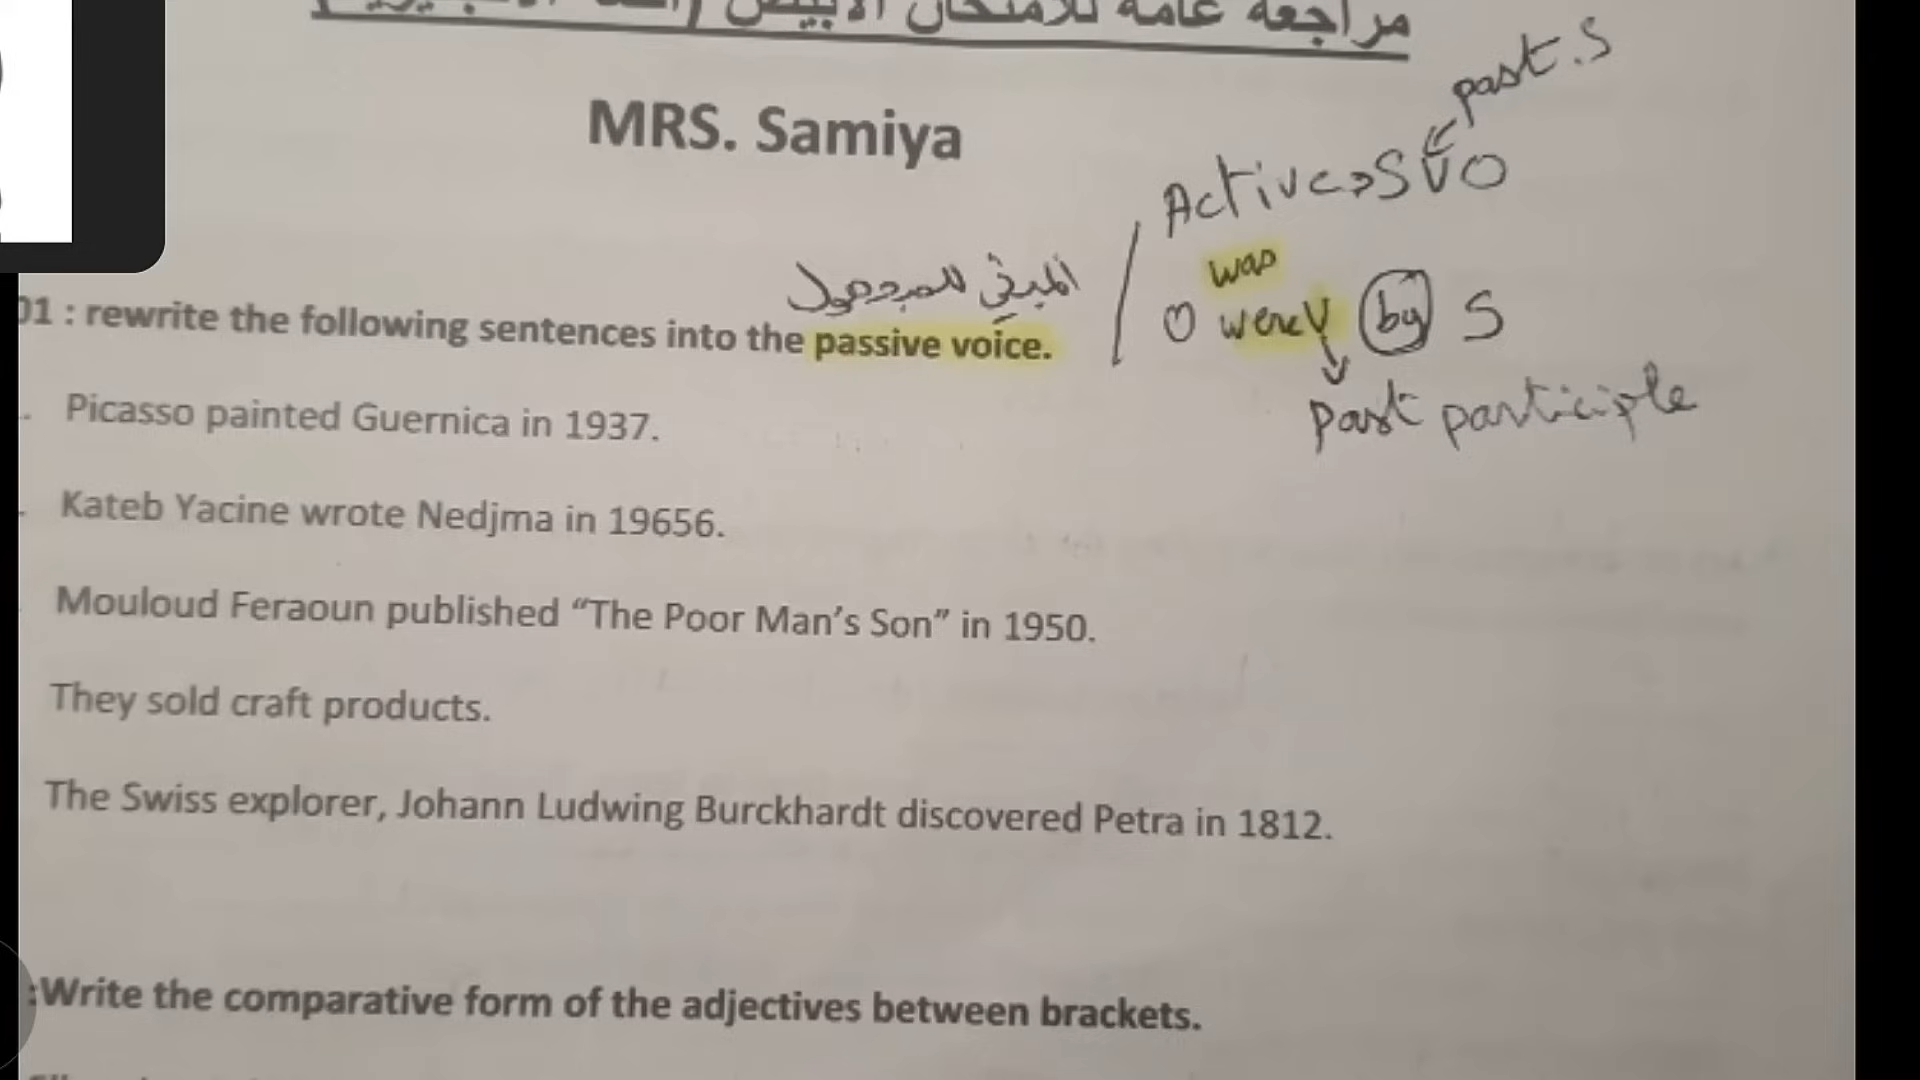 مراجعة عامة للامتحان الأبيض
MRS. Samiya
past.S
Active → S V O
was
O were V by S
past participle
المبني للمجهول
01 : rewrite the following sentences into the passive voice.
Picasso painted Guernica in 1937.
Kateb Yacine wrote Nedjma in 19656.
Mouloud Feraoun published “The Poor Man’s Son” in 1950.
They sold craft products.
The Swiss explorer, Johann Ludwing Burckhardt discovered Petra in 1812.
:Write the comparative form of the adjectives between brackets.